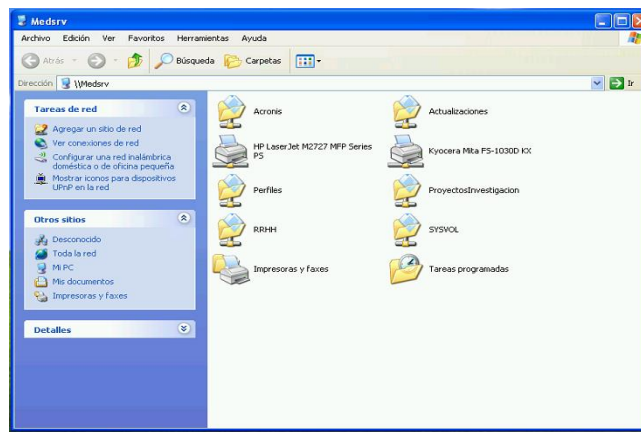 Medsrv
Archivo Edición Ver Favoritos Herramientas Ayuda
Atrás Búsqueda Carpetas
Dirección \\Medsrv Ir
Tareas de red
Agregar un sitio de red
Ver conexiones de red
Configurar una red inalámbrica
doméstica o de oficina pequeña
Mostrar iconos para dispositivos
UPnP en la red
Otros sitios
Desconocido
Toda la red
Mi PC
Mis documentos
Impresoras y faxes
Detalles
Acronis
Actualizaciones
HP LaserJet M2727 MFP Series
PS
Kyocera Mita FS-1030D KX
Perfiles
ProyectosInvestigacion
RRHH
SYSVOL
Impresoras y faxes
Tareas programadas